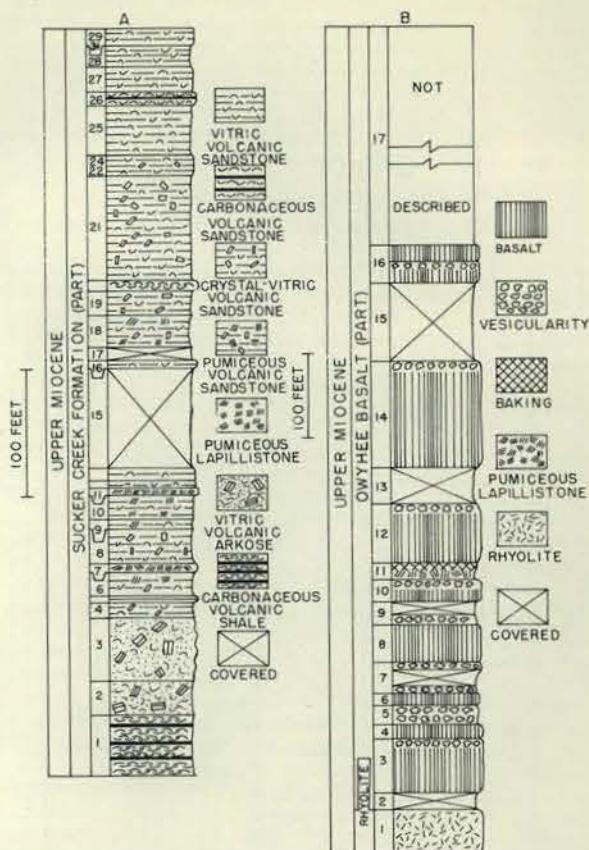 A
UPPER MIOCENE
SUCKER CREEK FORMATION (PART)
29
28
27
26
25
24
22
21
19
18
17
16
15
11
10
9
8
7
6
4
3
2
1
100 FEET
VITRIC
VOLCANIC
SANDSTONE
CARBONACEOUS
VOLCANIC
SANDSTONE
CRYSTAL-VITRIC
VOLCANIC
SANDSTONE
PUMICEOUS
VOLCANIC
SANDSTONE
PUMICEOUS
LAPILLISTONE
VITRIC
VOLCANIC
ARKOSE
CARBONACEOUS
VOLCANIC
SHALE
COVERED
B
100 FEET
UPPER MIOCENE
OWYHEE BASALT (PART)
RHYOLITE
NOT
DESCRIBED
17
16
15
14
13
12
11
10
9
8
7
6
5
4
3
2
1
BASALT
VESICULARITY
BAKING
PUMICEOUS
LAPILLISTONE
RHYOLITE
COVERED